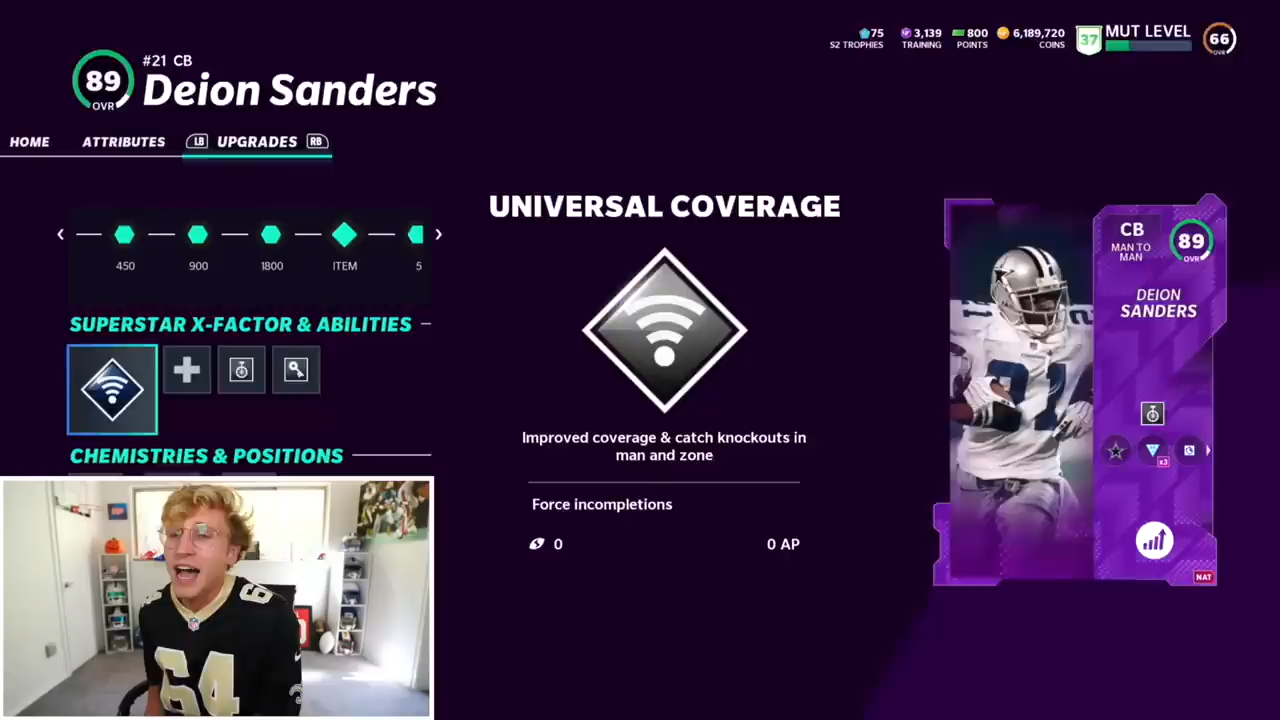 75
S2 TROPHIES
3,139
TRAINING
800
POINTS
6,189,720
COINS
37
MUT LEVEL
66
OVR
89
OVR
#21 CB
Deion Sanders
HOME
ATTRIBUTES
LB
UPGRADES
RB
450
900
1800
ITEM
5
SUPERSTAR X-FACTOR & ABILITIES
CHEMISTRIES & POSITIONS
UNIVERSAL COVERAGE
Improved coverage & catch knockouts in
man and zone
Force incompletions
0
0 AP
CB
MAN TO
MAN
89
OVR
DEION
SANDERS
21
x3
NAT
64
64